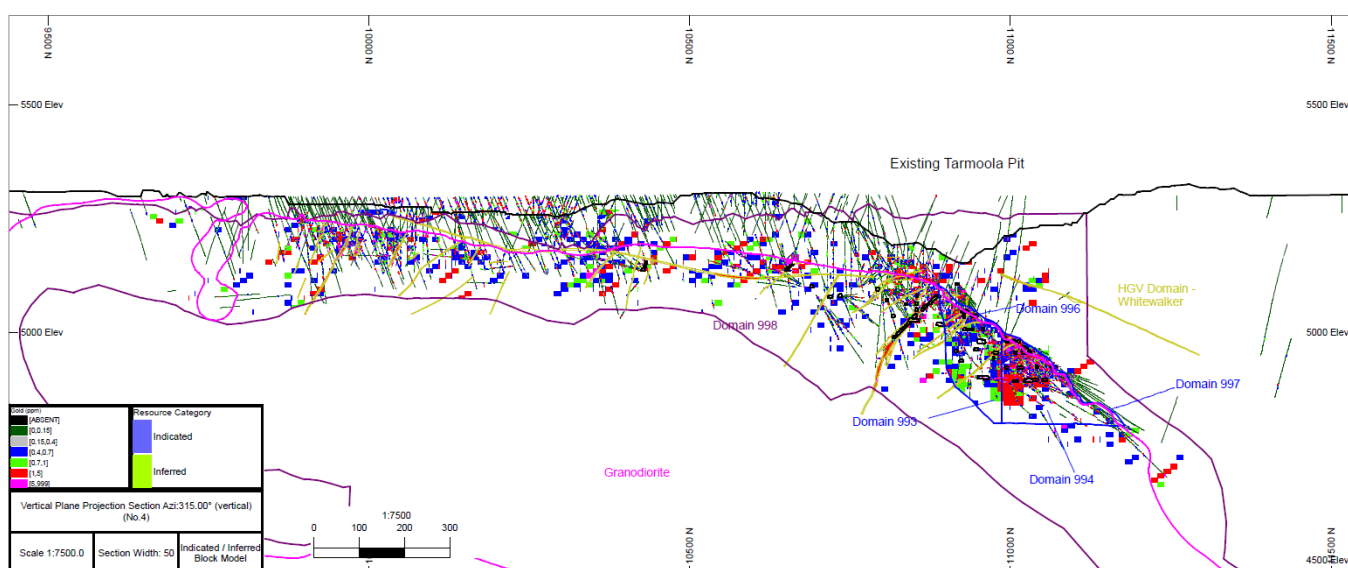 9500 N
10000 N
10500 N
11000 N
11500 N
5500 Elev
5500 Elev
Existing Tarmoola Pit
HGV Domain -
Whitewalker
5000 Elev
5000 Elev
Domain 996
Domain 998
Domain 997
Domain 993
Domain 994
Granodiorite
Gold (ppm)
[ABSENT]
[0,0.15]
[0.15,0.4]
[0.4,0.7]
[0.7,1]
[1,5]
[5,999]
Resource Category
Indicated
Inferred
Vertical Plane Projection Section Azi:315.00° (vertical)
(No.4)
Scale 1:7500.0
Section Width: 50
Indicated / Inferred
Block Model
1:7500
0
100
200
300
10500 N
11000 N
4500 Elev